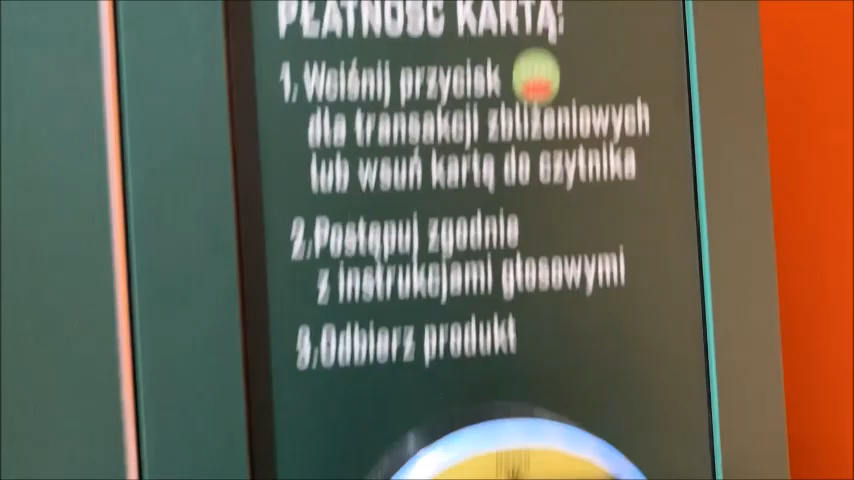 PŁATNOŚĆ KARTĄ:
1. Wciśnij przycisk
dla transakcji zbliżeniowych
lub wsuń kartę do czytnika
2. Postępuj zgodnie
z instrukcjami głosowymi
3. Odbierz produkt